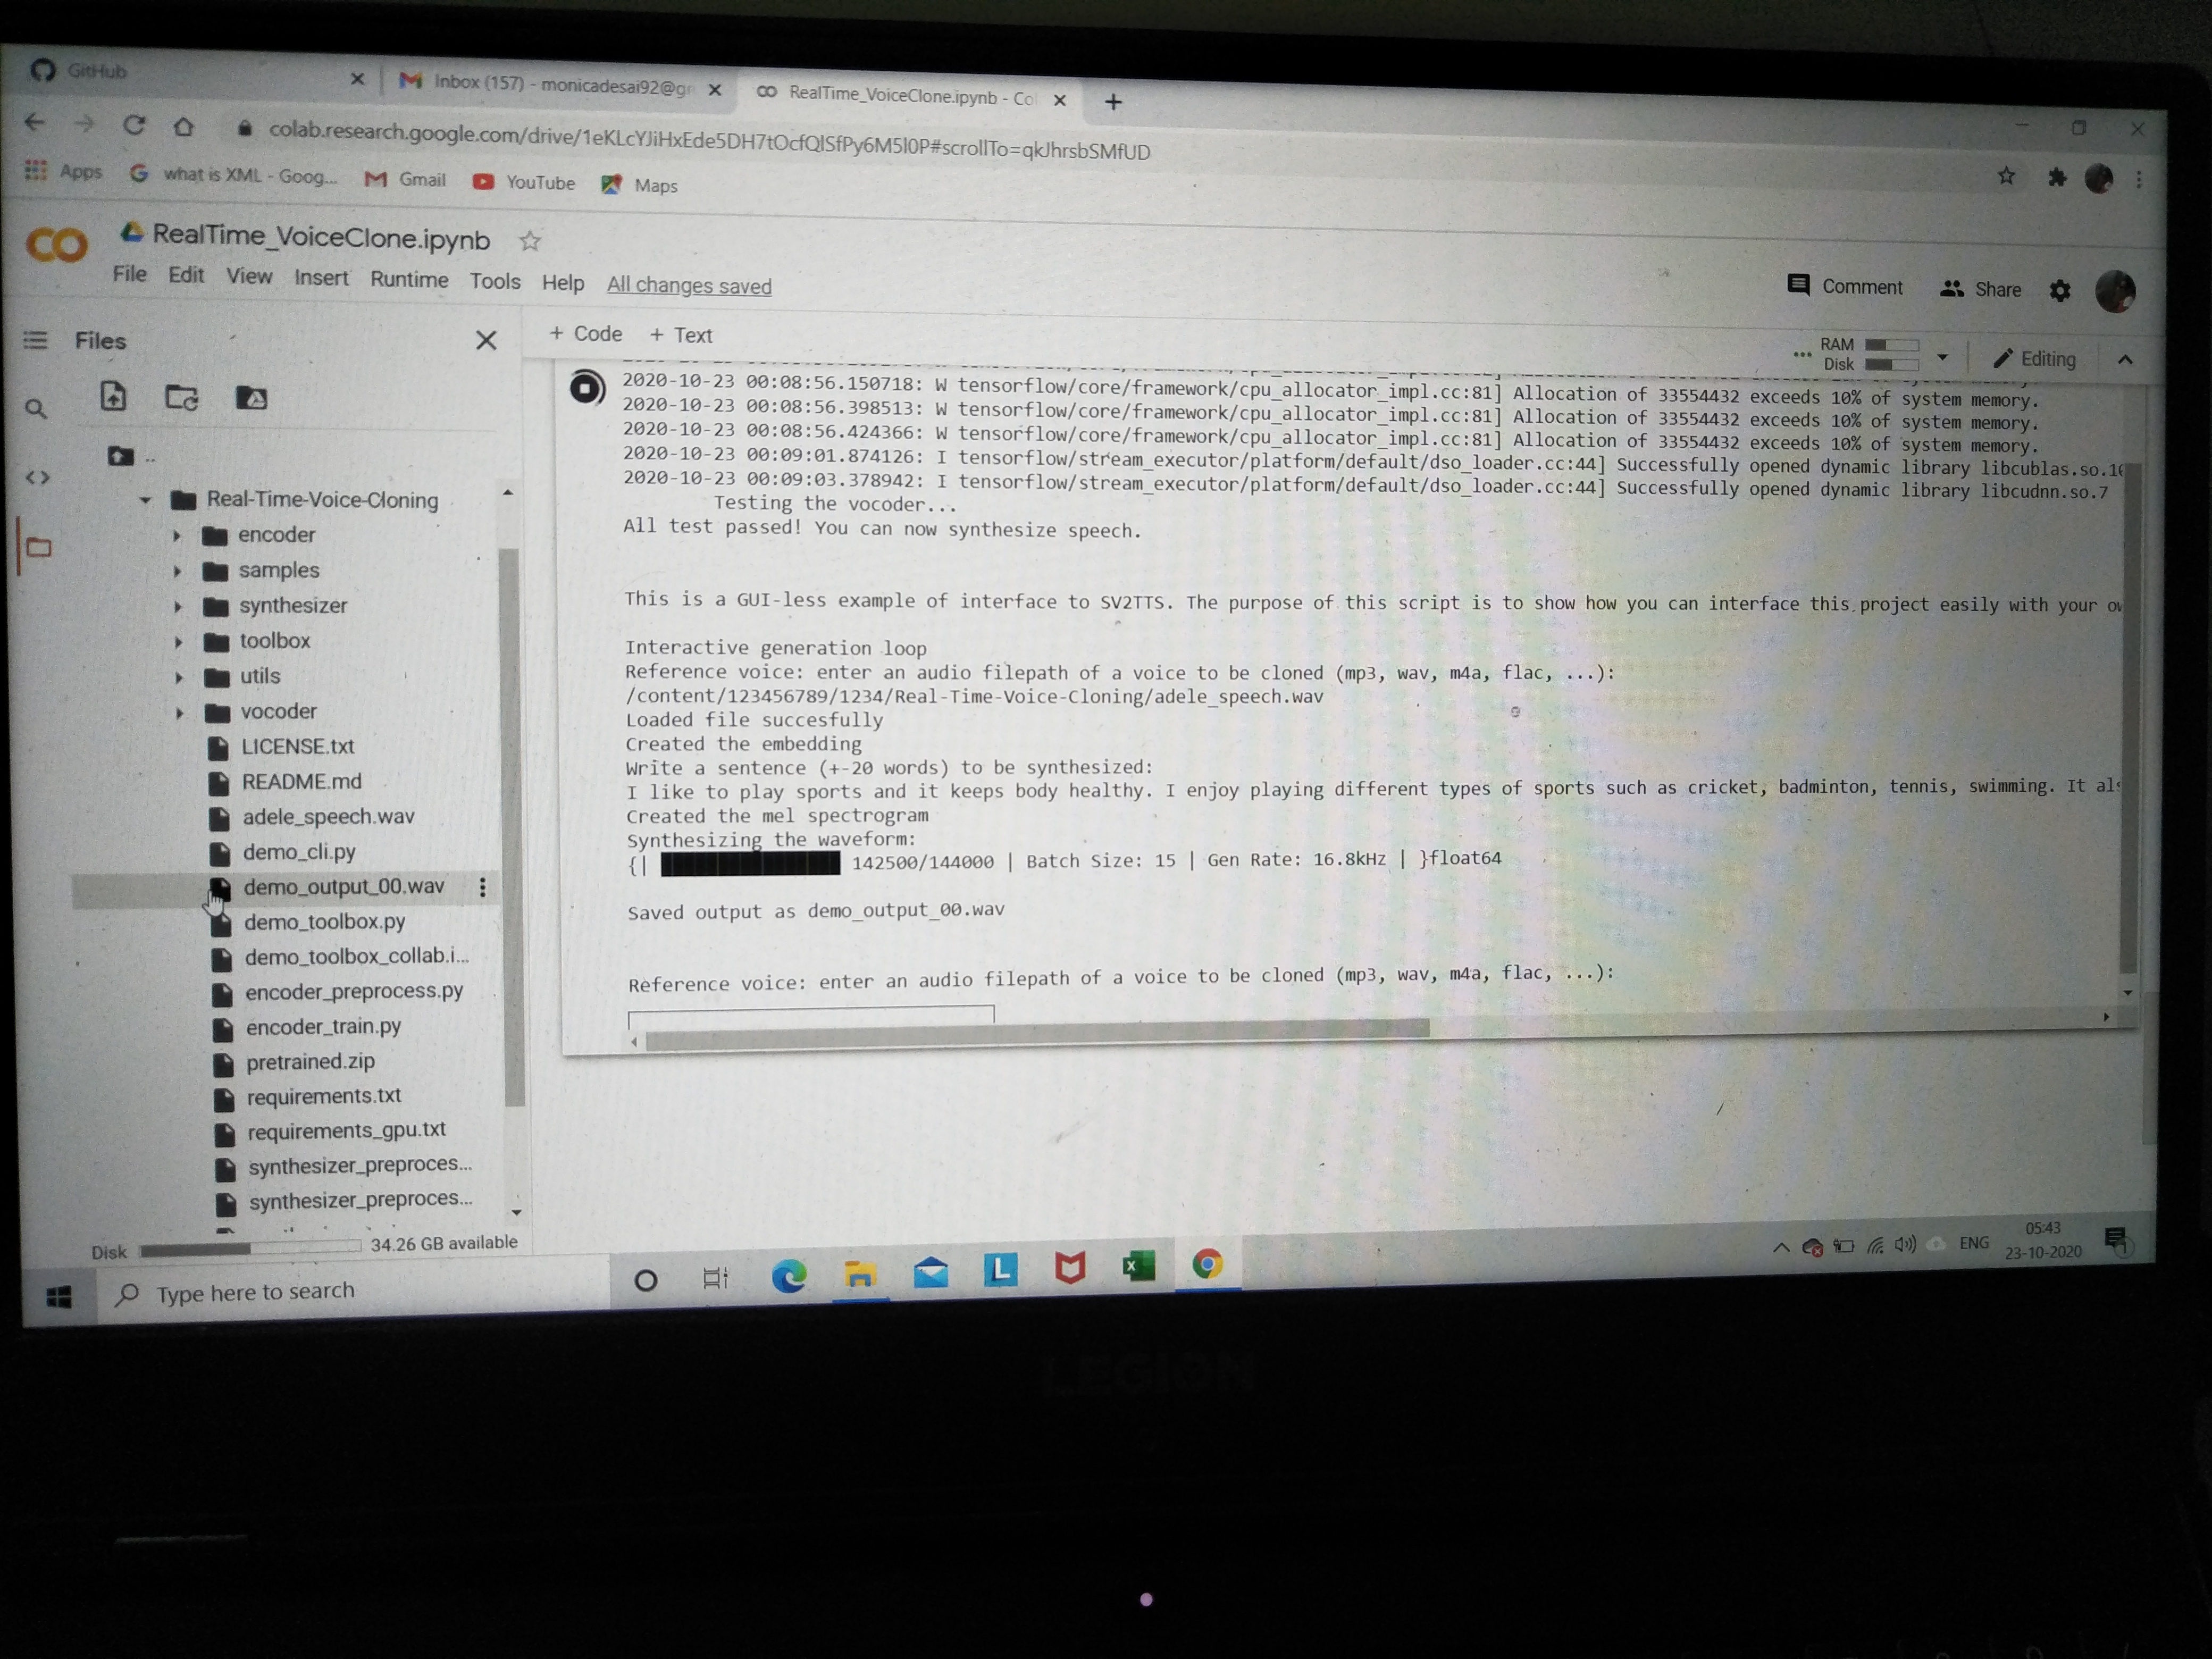 GitHub
Inbox (157) - monicadesai92@g
RealTime_VoiceClone.ipynb - Co
colab.research.google.com/drive/1eKLcYJiHxEde5DH7tOcfQlSfPy6M5l0P#scrollTo=qkJhrsbSMfUD
Apps
what is XML - Goog...
Gmail
YouTube
Maps
RealTime_VoiceClone.ipynb
File Edit View Insert Runtime Tools Help All changes saved
Comment
Share
Files
+ Code + Text
RAM
Disk
Editing
..
Real-Time-Voice-Cloning
encoder
samples
synthesizer
toolbox
utils
vocoder
LICENSE.txt
README.md
adele_speech.wav
demo_cli.py
demo_output_00.wav
demo_toolbox.py
demo_toolbox_collab.i...
encoder_preprocess.py
encoder_train.py
pretrained.zip
requirements.txt
requirements_gpu.txt
synthesizer_preproces...
synthesizer_preproces...
Disk
34.26 GB available
2020-10-23 00:08:56.150718: W tensorflow/core/framework/cpu_allocator_impl.cc:81] Allocation of 33554432 exceeds 10% of system memory.
2020-10-23 00:08:56.398513: W tensorflow/core/framework/cpu_allocator_impl.cc:81] Allocation of 33554432 exceeds 10% of system memory.
2020-10-23 00:08:56.424366: W tensorflow/core/framework/cpu_allocator_impl.cc:81] Allocation of 33554432 exceeds 10% of system memory.
2020-10-23 00:09:01.874126: I tensorflow/stream_executor/platform/default/dso_loader.cc:44] Successfully opened dynamic library libcublas.so.10
2020-10-23 00:09:03.378942: I tensorflow/stream_executor/platform/default/dso_loader.cc:44] Successfully opened dynamic library libcudnn.so.7
Testing the vocoder...
All test passed! You can now synthesize speech.
This is a GUI-less example of interface to SV2TTS. The purpose of this script is to show how you can interface this project easily with your
Interactive generation loop
Reference voice: enter an audio filepath of a voice to be cloned (mp3, wav, m4a, flac, ...):
/content/123456789/1234/Real-Time-Voice-Cloning/adele_speech.wav
Loaded file succesfully
Created the embedding
Write a sentence (+-20 words) to be synthesized:
I like to play sports and it keeps body healthy. I enjoy playing different types of sports such as cricket, badminton, tennis, swimming. It
Created the mel spectrogram
Synthesizing the waveform:
{| 142500/144000 | Batch Size: 15 | Gen Rate: 16.8kHz | }float64
Saved output as demo_output_00.wav
Reference voice: enter an audio filepath of a voice to be cloned (mp3, wav, m4a, flac, ...):
Type here to search
L
ENG
05:43
23-10-2020
LEGION